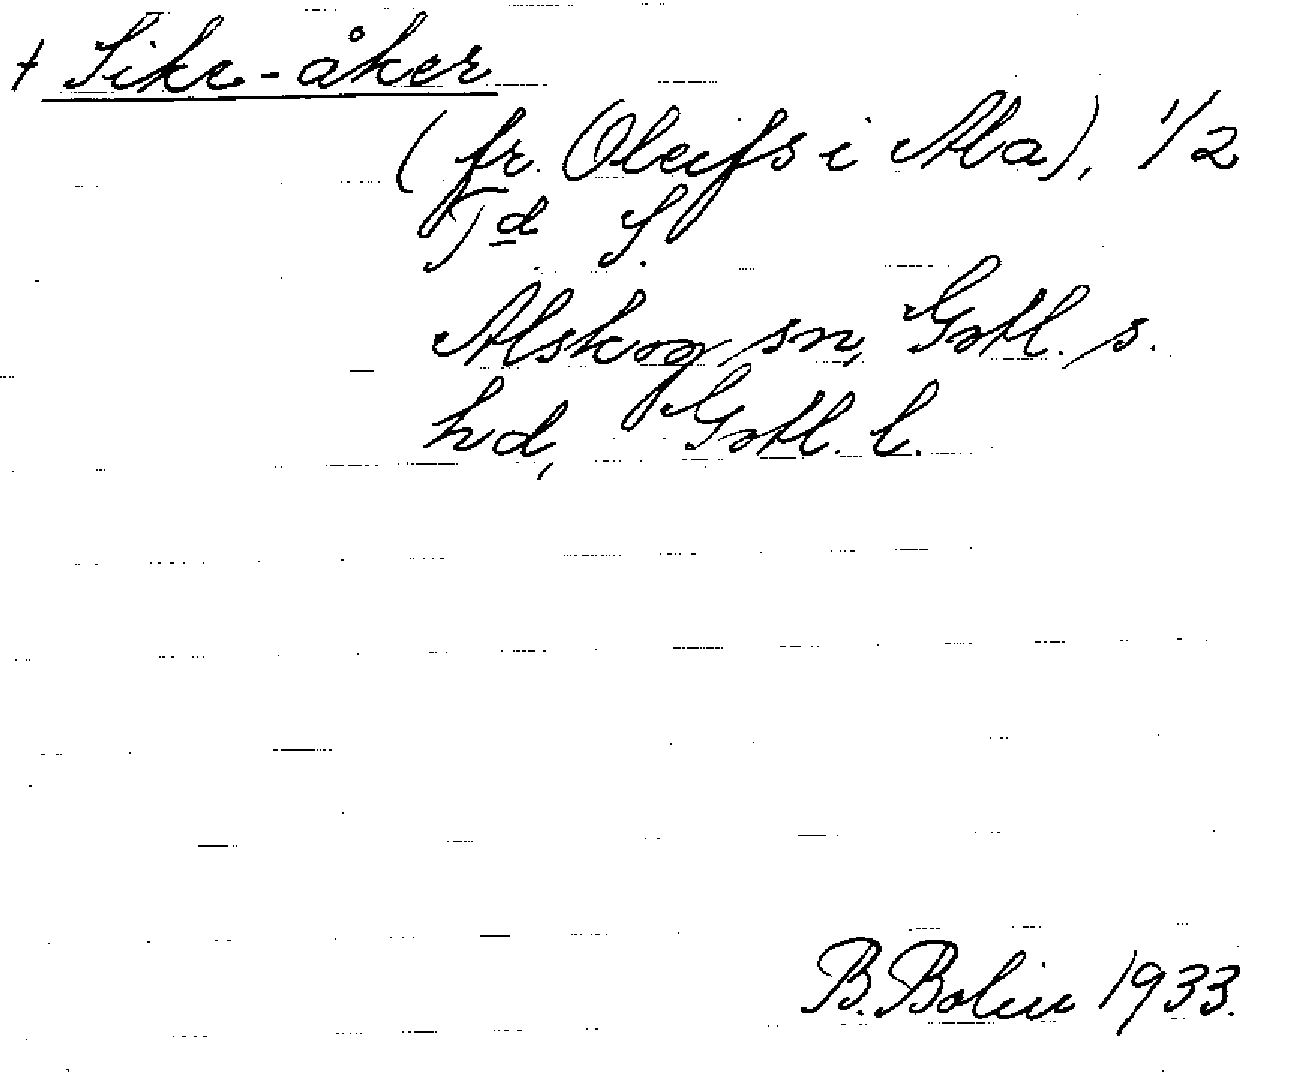 + Sike-åker
(fr. Oleifs i Ala), 1/2
Td S.
Alskog sn, Gotl. s.
hd, Gotl. l.
B. Bolin 1933.